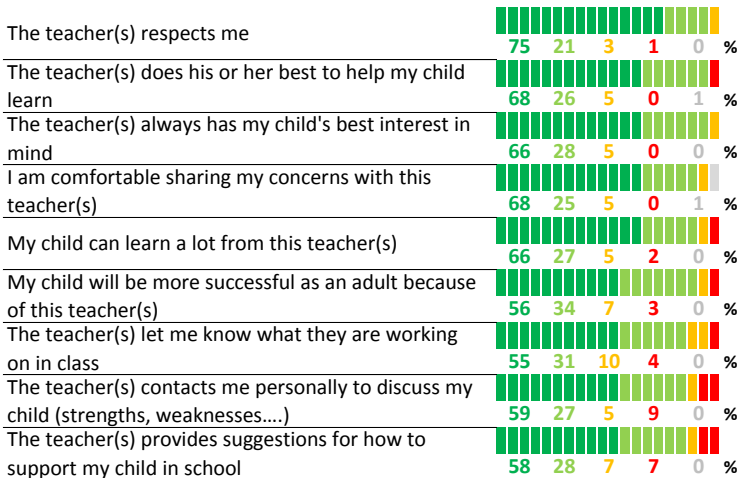 The teacher(s) respects me
75 21 3 1 0 %
The teacher(s) does his or her best to help my child
learn
68 26 5 0 1 %
The teacher(s) always has my child's best interest in
mind
66 28 5 0 0 %
I am comfortable sharing my concerns with this
teacher(s)
68 25 5 0 1 %
My child can learn a lot from this teacher(s)
66 27 5 2 0 %
My child will be more successful as an adult because
of this teacher(s)
56 34 7 3 0 %
The teacher(s) let me know what they are working
on in class
55 31 10 4 0 %
The teacher(s) contacts me personally to discuss my
child (strengths, weaknesses....)
59 27 5 9 0 %
The teacher(s) provides suggestions for how to
support my child in school
58 28 7 7 0 %